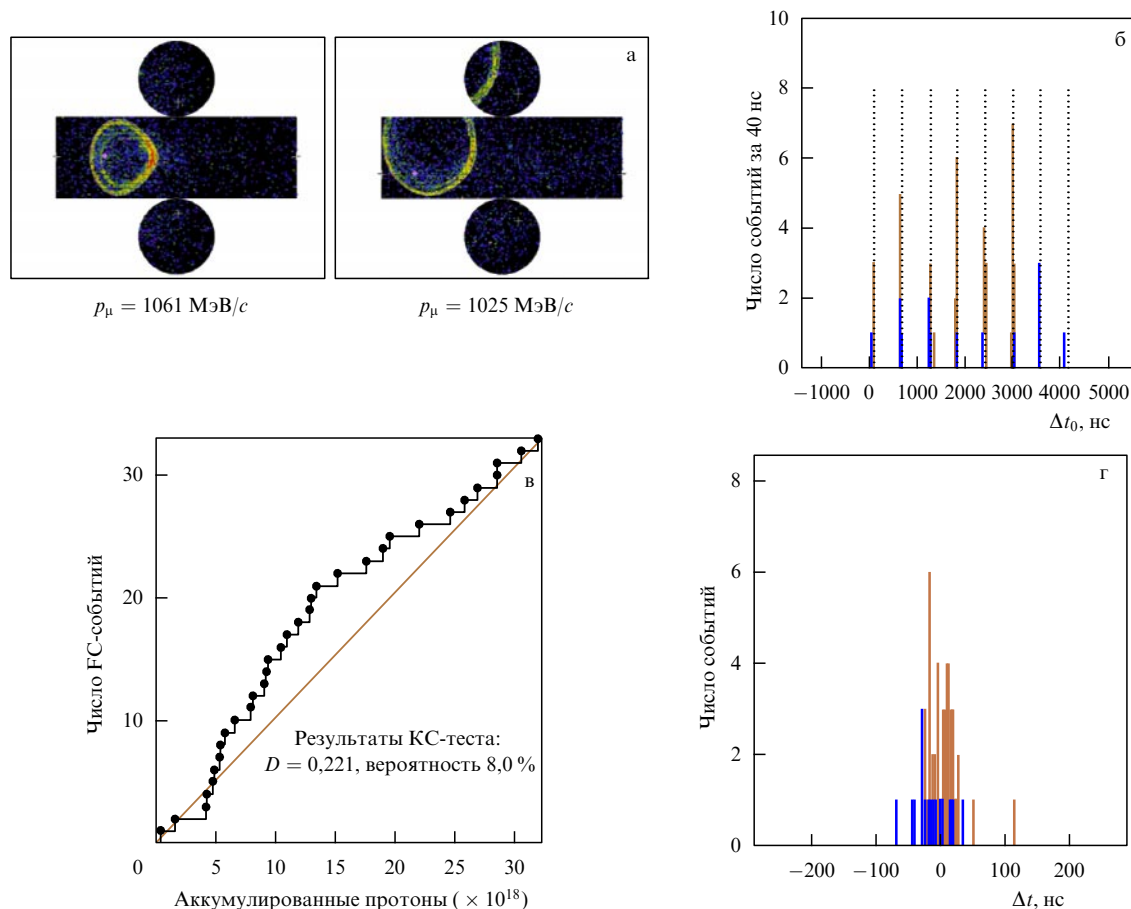 а
p_μ = 1061 МэВ/c
p_μ = 1025 МэВ/c
б
Число событий за 40 нс
10
8
6
4
2
0
−1000 0 1000 2000 3000 4000 5000
Δt₀, нс
в
Число FC-событий
30
20
10
Результаты КС-теста:
D = 0,221, вероятность 8,0 %
0 5 10 15 20 25 30
Аккумулированные протоны ( × 10¹⁸)
г
Число событий
8
6
4
2
0
−200 −100 0 100 200
Δt, нс